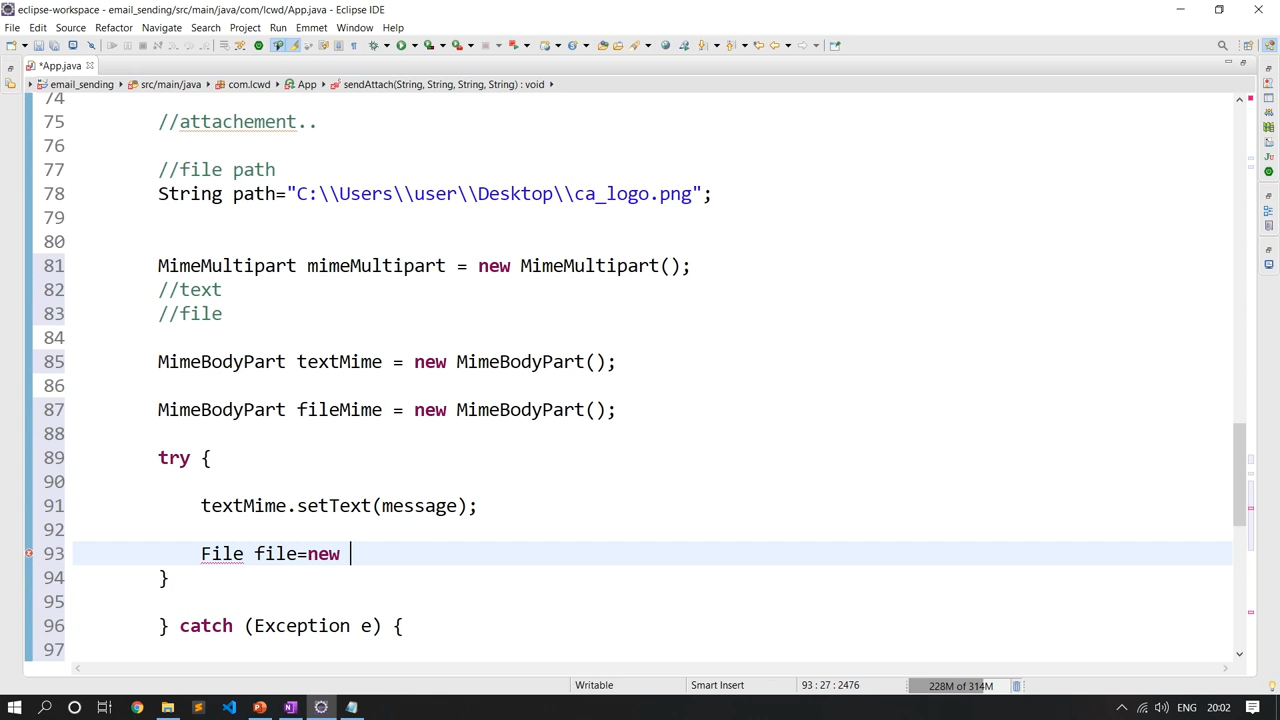 eclipse-workspace - email_sending/src/main/java/com/lcwd/App.java - Eclipse IDE
File Edit Source Refactor Navigate Search Project Run Emmet Window Help
*App.java
email_sending src/main/java com.lcwd App sendAttach(String, String, String, String) : void
74
75 //attachement..
76
77 //file path
78 String path="C:\\Users\\user\\Desktop\\ca_logo.png";
79
80
81 MimeMultipart mimeMultipart = new MimeMultipart();
82 //text
83 //file
84
85 MimeBodyPart textMime = new MimeBodyPart();
86
87 MimeBodyPart fileMime = new MimeBodyPart();
88
89 try {
90
91 textMime.setText(message);
92
93 File file=new
94 }
95
96 } catch (Exception e) {
97
Writable Smart Insert 93 : 27 : 2476 228M of 314M
ENG 20:02